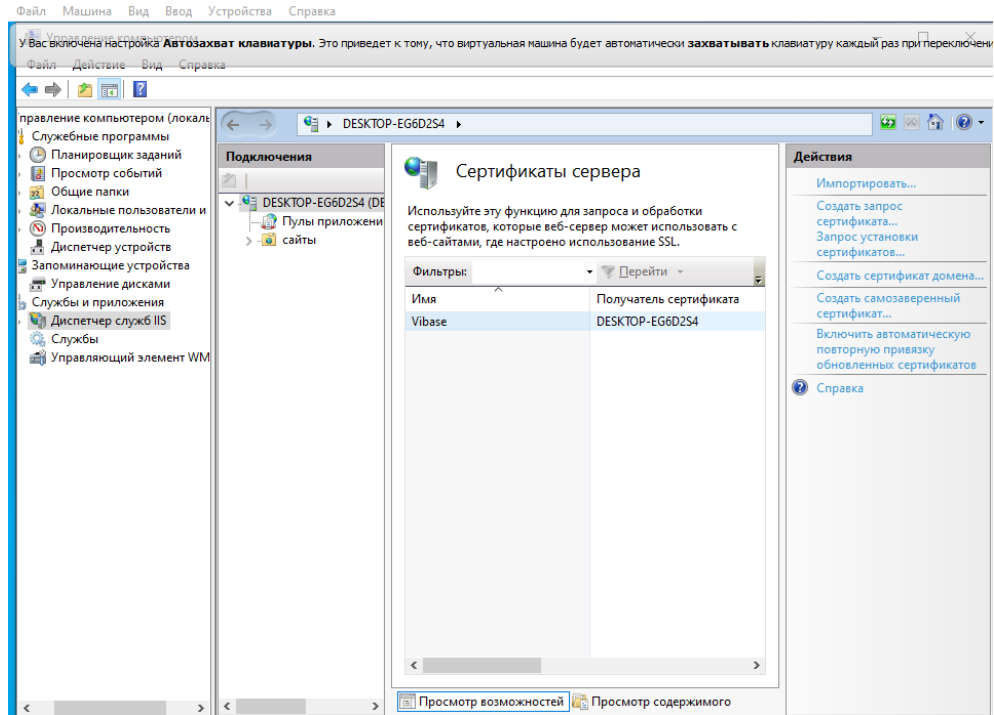 Файл Машина Вид Ввод Устройства Справка
Управление компьютером
У Вас включена настройка Автозахват клавиатуры. Это приведет к тому, что виртуальная машина будет автоматически захватывать клавиатуру каждый раз при переключени
Файл Действие Вид Справка
правление компьютером (локаль
Служебные программы
Планировщик заданий
Просмотр событий
Общие папки
Локальные пользователи и
Производительность
Диспетчер устройств
Запоминающие устройства
Управление дисками
Службы и приложения
Диспетчер служб IIS
Службы
Управляющий элемент WM
DESKTOP-EG6D2S4
Подключения
DESKTOP-EG6D2S4 (DE
Пулы приложени
сайты
Сертификаты сервера
Используйте эту функцию для запроса и обработки
сертификатов, которые веб-сервер может использовать с
веб-сайтами, где настроено использование SSL.
Фильтры: Перейти
Имя Получатель сертификата
Vibase DESKTOP-EG6D2S4
Просмотр возможностей Просмотр содержимого
Действия
Импортировать...
Создать запрос
сертификата...
Запрос установки
сертификатов...
Создать сертификат домена...
Создать самозаверенный
сертификат...
Включить автоматическую
повторную привязку
обновленных сертификатов
Справка